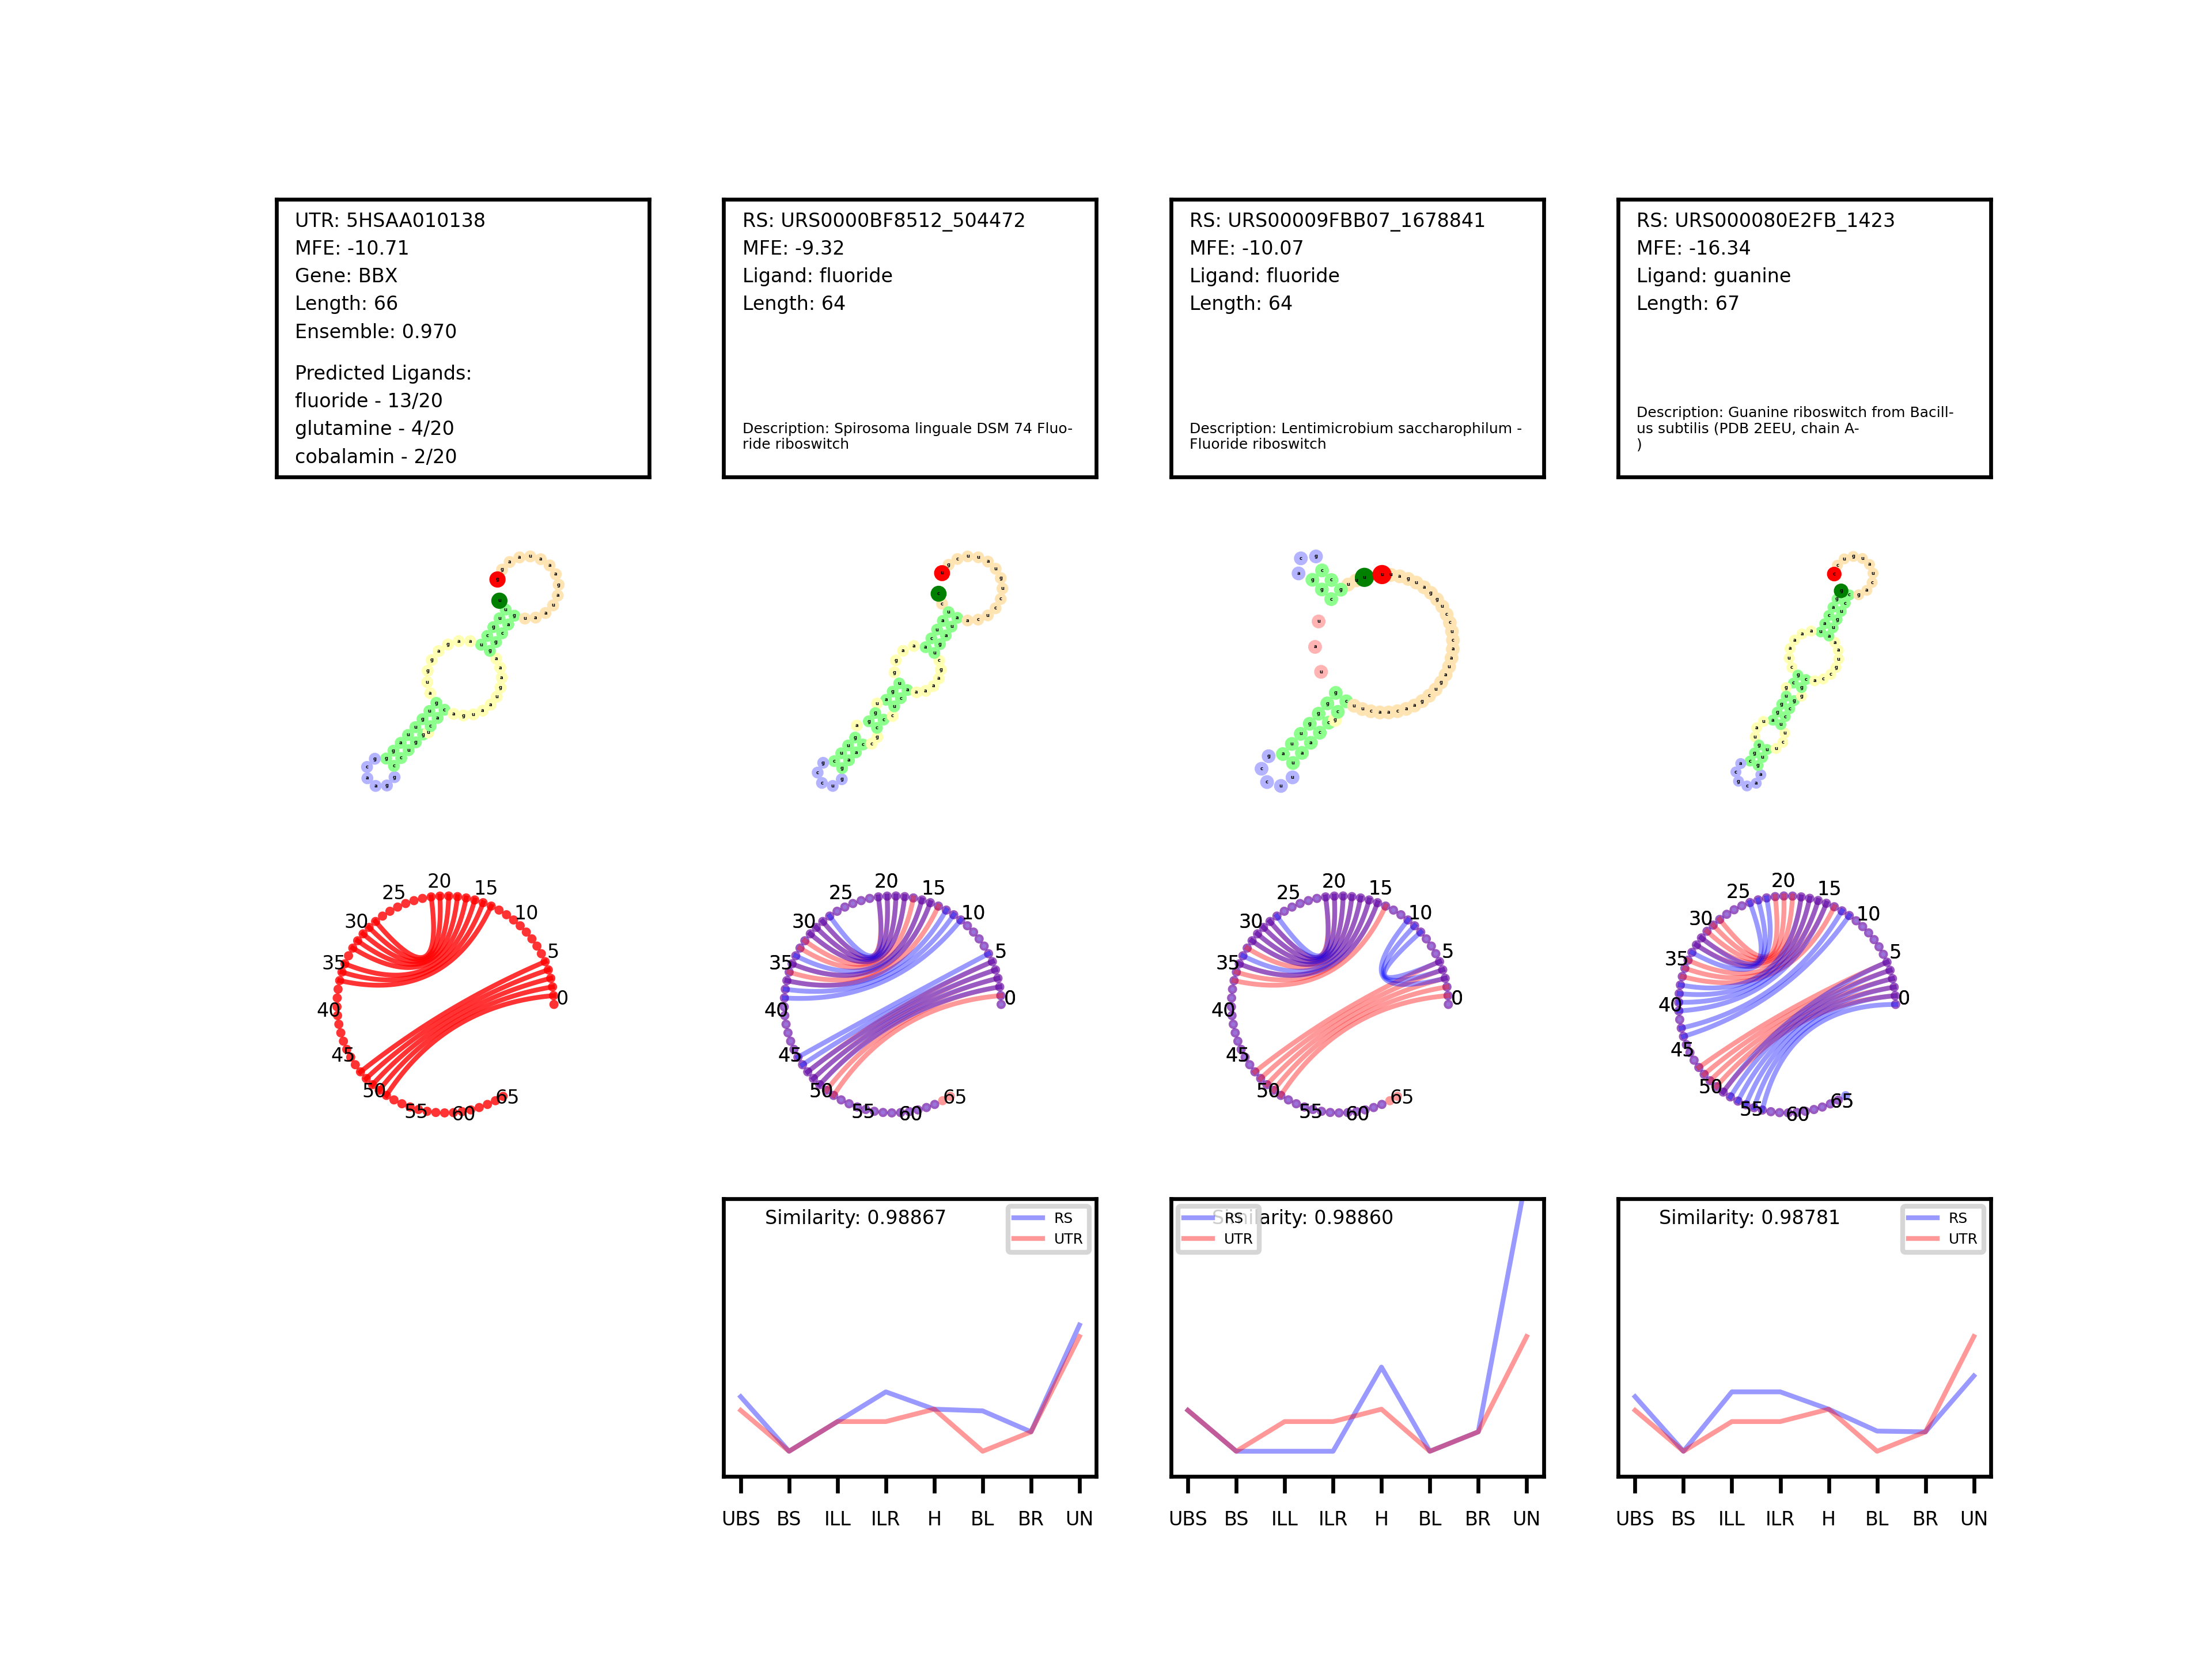 UTR: 5HSAA010138
MFE: -10.71
Gene: BBX
Length: 66
Ensemble: 0.970
Predicted Ligands:
fluoride - 13/20
glutamine - 4/20
cobalamin - 2/20
RS: URS0000BF8512_504472
MFE: -9.32
Ligand: fluoride
Length: 64
Description: Spirosoma linguale DSM 74 Fluo-
ride riboswitch
RS: URS00009FBB07_1678841
MFE: -10.07
Ligand: fluoride
Length: 64
Description: Lentimicrobium saccharophilum -
Fluoride riboswitch
RS: URS000080E2FB_1423
MFE: -16.34
Ligand: guanine
Length: 67
Description: Guanine riboswitch from Bacill-
us subtilis (PDB 2EEU, chain A-
)
0 5 10 15 20 25 30 35 40 45 50 55 60 65
0 5 10 15 20 25 30 35 40 45 50 55 60 65
0 5 10 15 20 25 30 35 40 45 50 55 60 65
0 5 10 15 20 25 30 35 40 45 50 55 60 65
Similarity: 0.98867
RS
UTR
UBS BS ILL ILR H BL BR UN
Similarity: 0.98860
RS
UTR
UBS BS ILL ILR H BL BR UN
Similarity: 0.98781
RS
UTR
UBS BS ILL ILR H BL BR UN